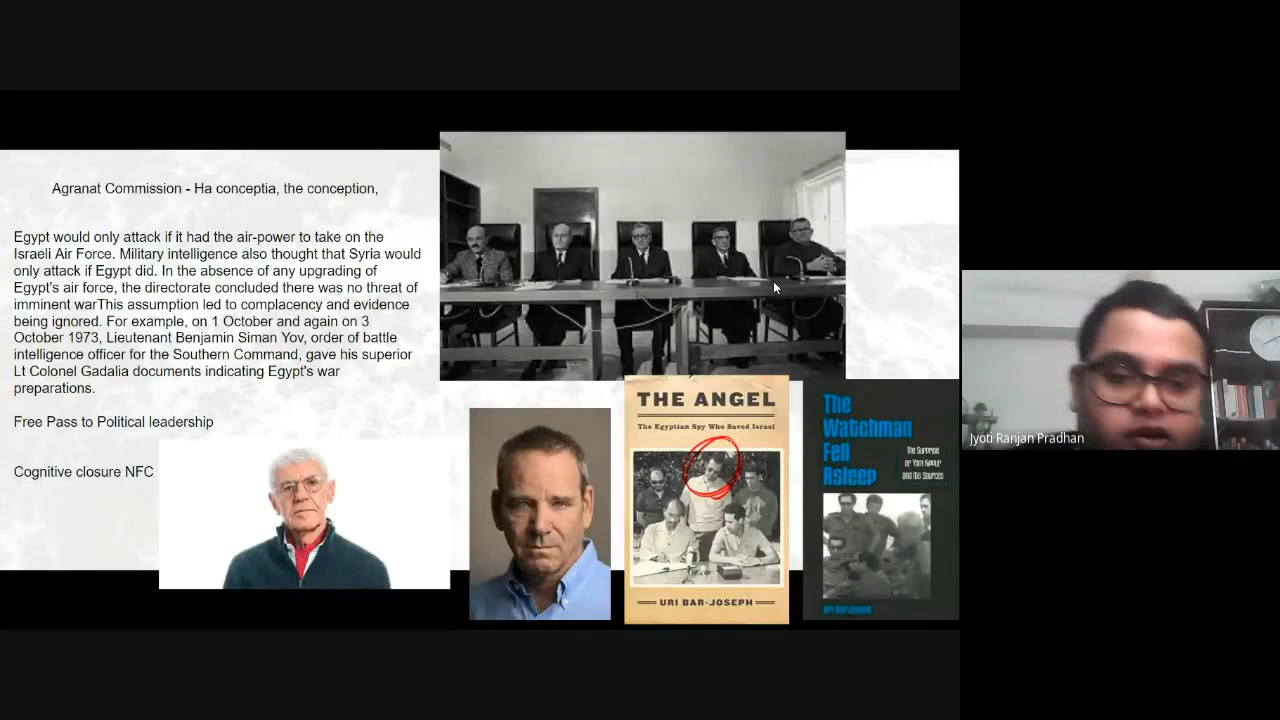 Agranat Commission - Ha conceptia, the conception,
Egypt would only attack if it had the air-power to take on the
Israeli Air Force. Military intelligence also thought that Syria would
only attack if Egypt did. In the absence of any upgrading of
Egypt's air force, the directorate concluded there was no threat of
imminent warThis assumption led to complacency and evidence
being ignored. For example, on 1 October and again on 3
October 1973, Lieutenant Benjamin Siman Yov, order of battle
intelligence officer for the Southern Command, gave his superior
Lt Colonel Gadalia documents indicating Egypt's war
preparations.
Free Pass to Political leadership
Cognitive closure NFC
THE ANGEL
The Egyptian Spy Who Saved Israel
URI BAR-JOSEPH
The
Watchman
Fell
Asleep
The Surprise
of Yom Kippur
and Its Sources
Jyoti Ranjan Pradhan